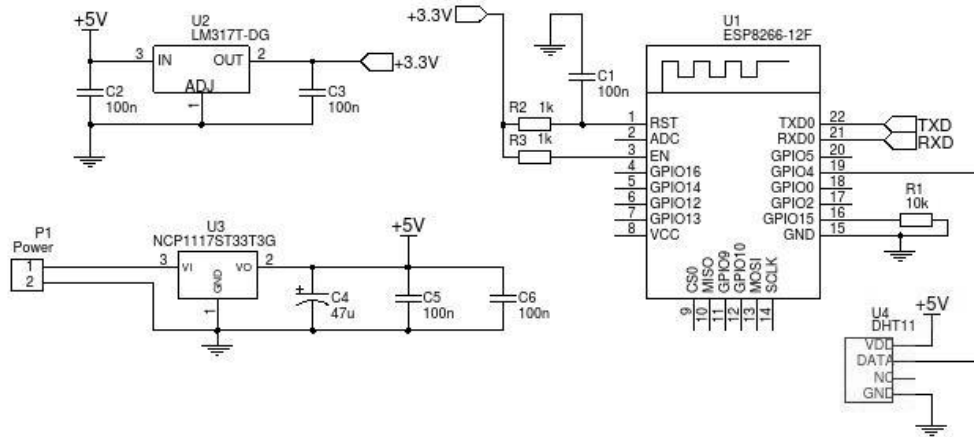 +5V
U2
LM317T-DG
3 IN OUT 2
ADJ
1
+3.3V
C2
100n
C3
100n
+3.3V
C1
100n
R2 1k
R3 1k
U1
ESP8266-12F
1 RST
2 ADC
3 EN
4 GPIO16
5 GPIO14
6 GPIO12
7 GPIO13
8 VCC
TXD0 22 TXD
RXD0 21 RXD
GPIO5 20
GPIO4 19
GPIO0 18
GPIO2 17
GPIO15 16
GND 15
CS0 9
MISO 10
GPIO9 11
GPIO10 12
MOSI 13
SCLK 14
R1
10k
P1
Power
1
2
U3
NCP1117ST33T3G
3 VI VO 2
GND
1
+5V
C4
47u
C5
100n
C6
100n
U4
DHT11
+5V
VDD
DATA
NC
GND